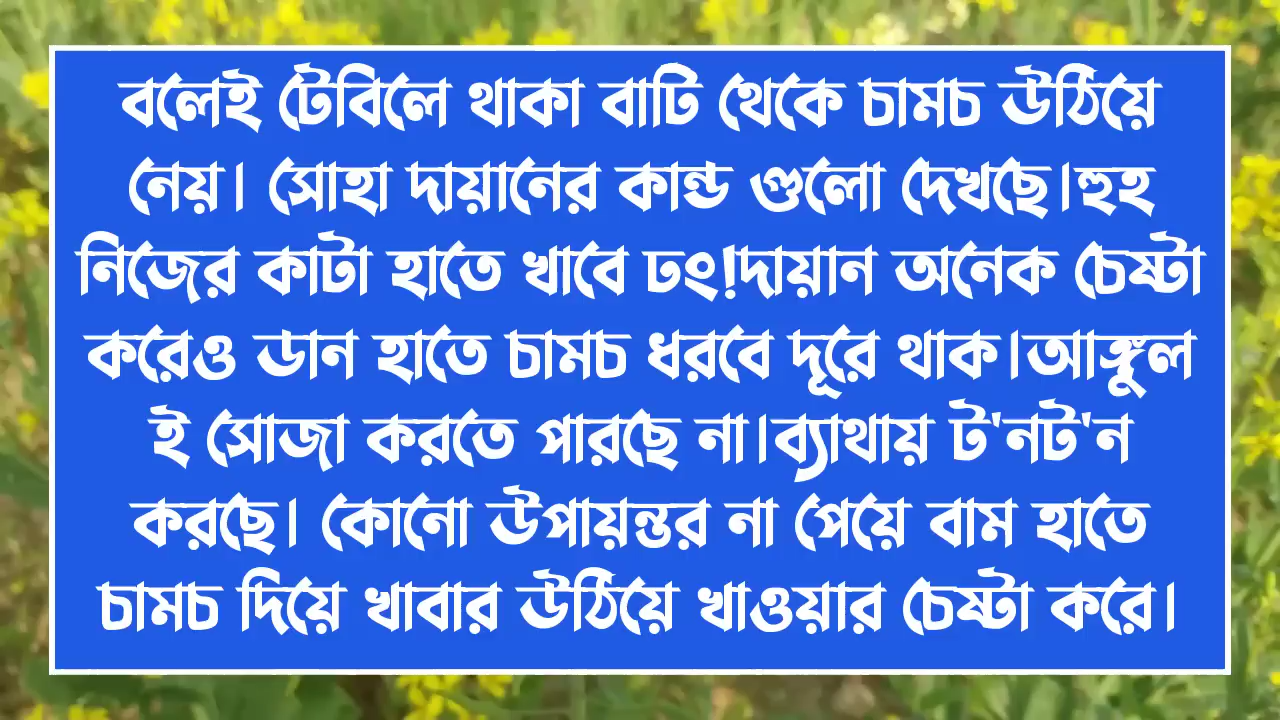 বলেই টেবিলে থাকা বাটি থেকে চামচ উঠিয়ে
নেয়। সোহা দায়ানের কান্ড গুলো দেখছে।হুহ
নিজের কাটা হাতে খাবে ঢং!দায়ান অনেক চেষ্টা
করেও ডান হাতে চামচ ধরবে দূরে থাক।আঙ্গুল
ই সোজা করতে পারছে না।ব্যাথায় ট'নট'ন
করছে। কোনো উপায়ন্তর না পেয়ে বাম হাতে
চামচ দিয়ে খাবার উঠিয়ে খাওয়ার চেষ্টা করে।